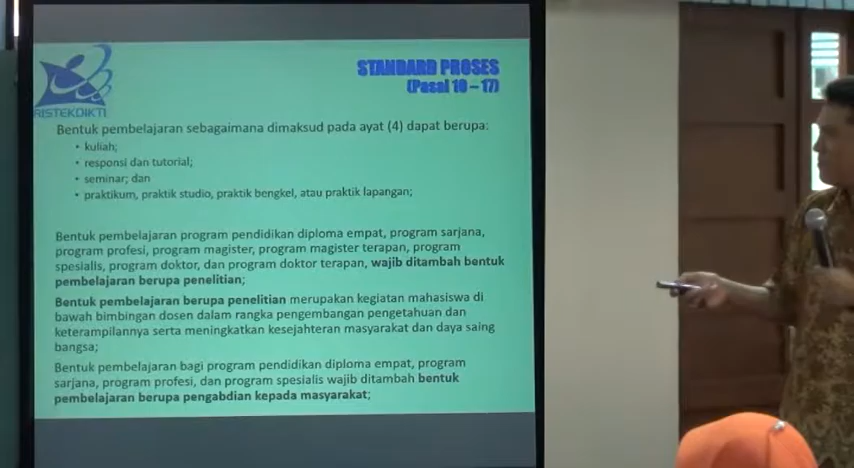 STANDARD PROSES
(Pasal 10 – 17)
RISTEKDIKTI
Bentuk pembelajaran sebagaimana dimaksud pada ayat (4) dapat berupa:
• kuliah;
• responsi dan tutorial;
• seminar; dan
• praktikum, praktik studio, praktik bengkel, atau praktik lapangan;
Bentuk pembelajaran program pendidikan diploma empat, program sarjana,
program profesi, program magister, program magister terapan, program
spesialis, program doktor, dan program doktor terapan, wajib ditambah bentuk
pembelajaran berupa penelitian;
Bentuk pembelajaran berupa penelitian merupakan kegiatan mahasiswa di
bawah bimbingan dosen dalam rangka pengembangan pengetahuan dan
keterampilannya serta meningkatkan kesejahteran masyarakat dan daya saing
bangsa;
Bentuk pembelajaran bagi program pendidikan diploma empat, program
sarjana, program profesi, dan program spesialis wajib ditambah bentuk
pembelajaran berupa pengabdian kepada masyarakat;